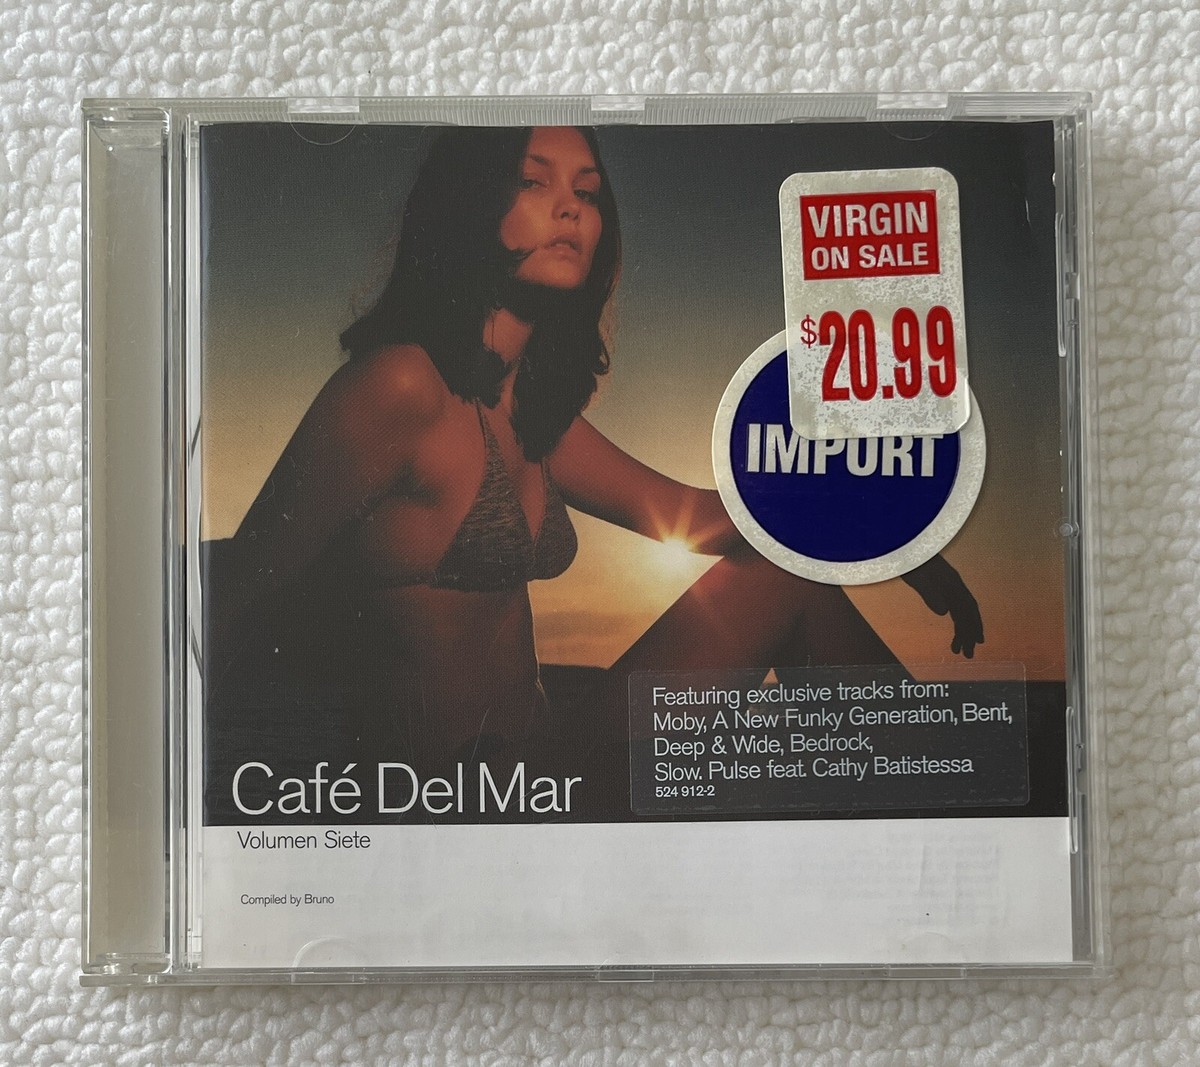 VIRGIN
ON SALE
$20.99
IMPORT
Featuring exclusive tracks from:
Moby, A New Funky Generation, Bent,
Deep & Wide, Bedrock,
Slow. Pulse feat. Cathy Batistessa
524 912-2
Café Del Mar
Volumen Siete
Compiled by Bruno